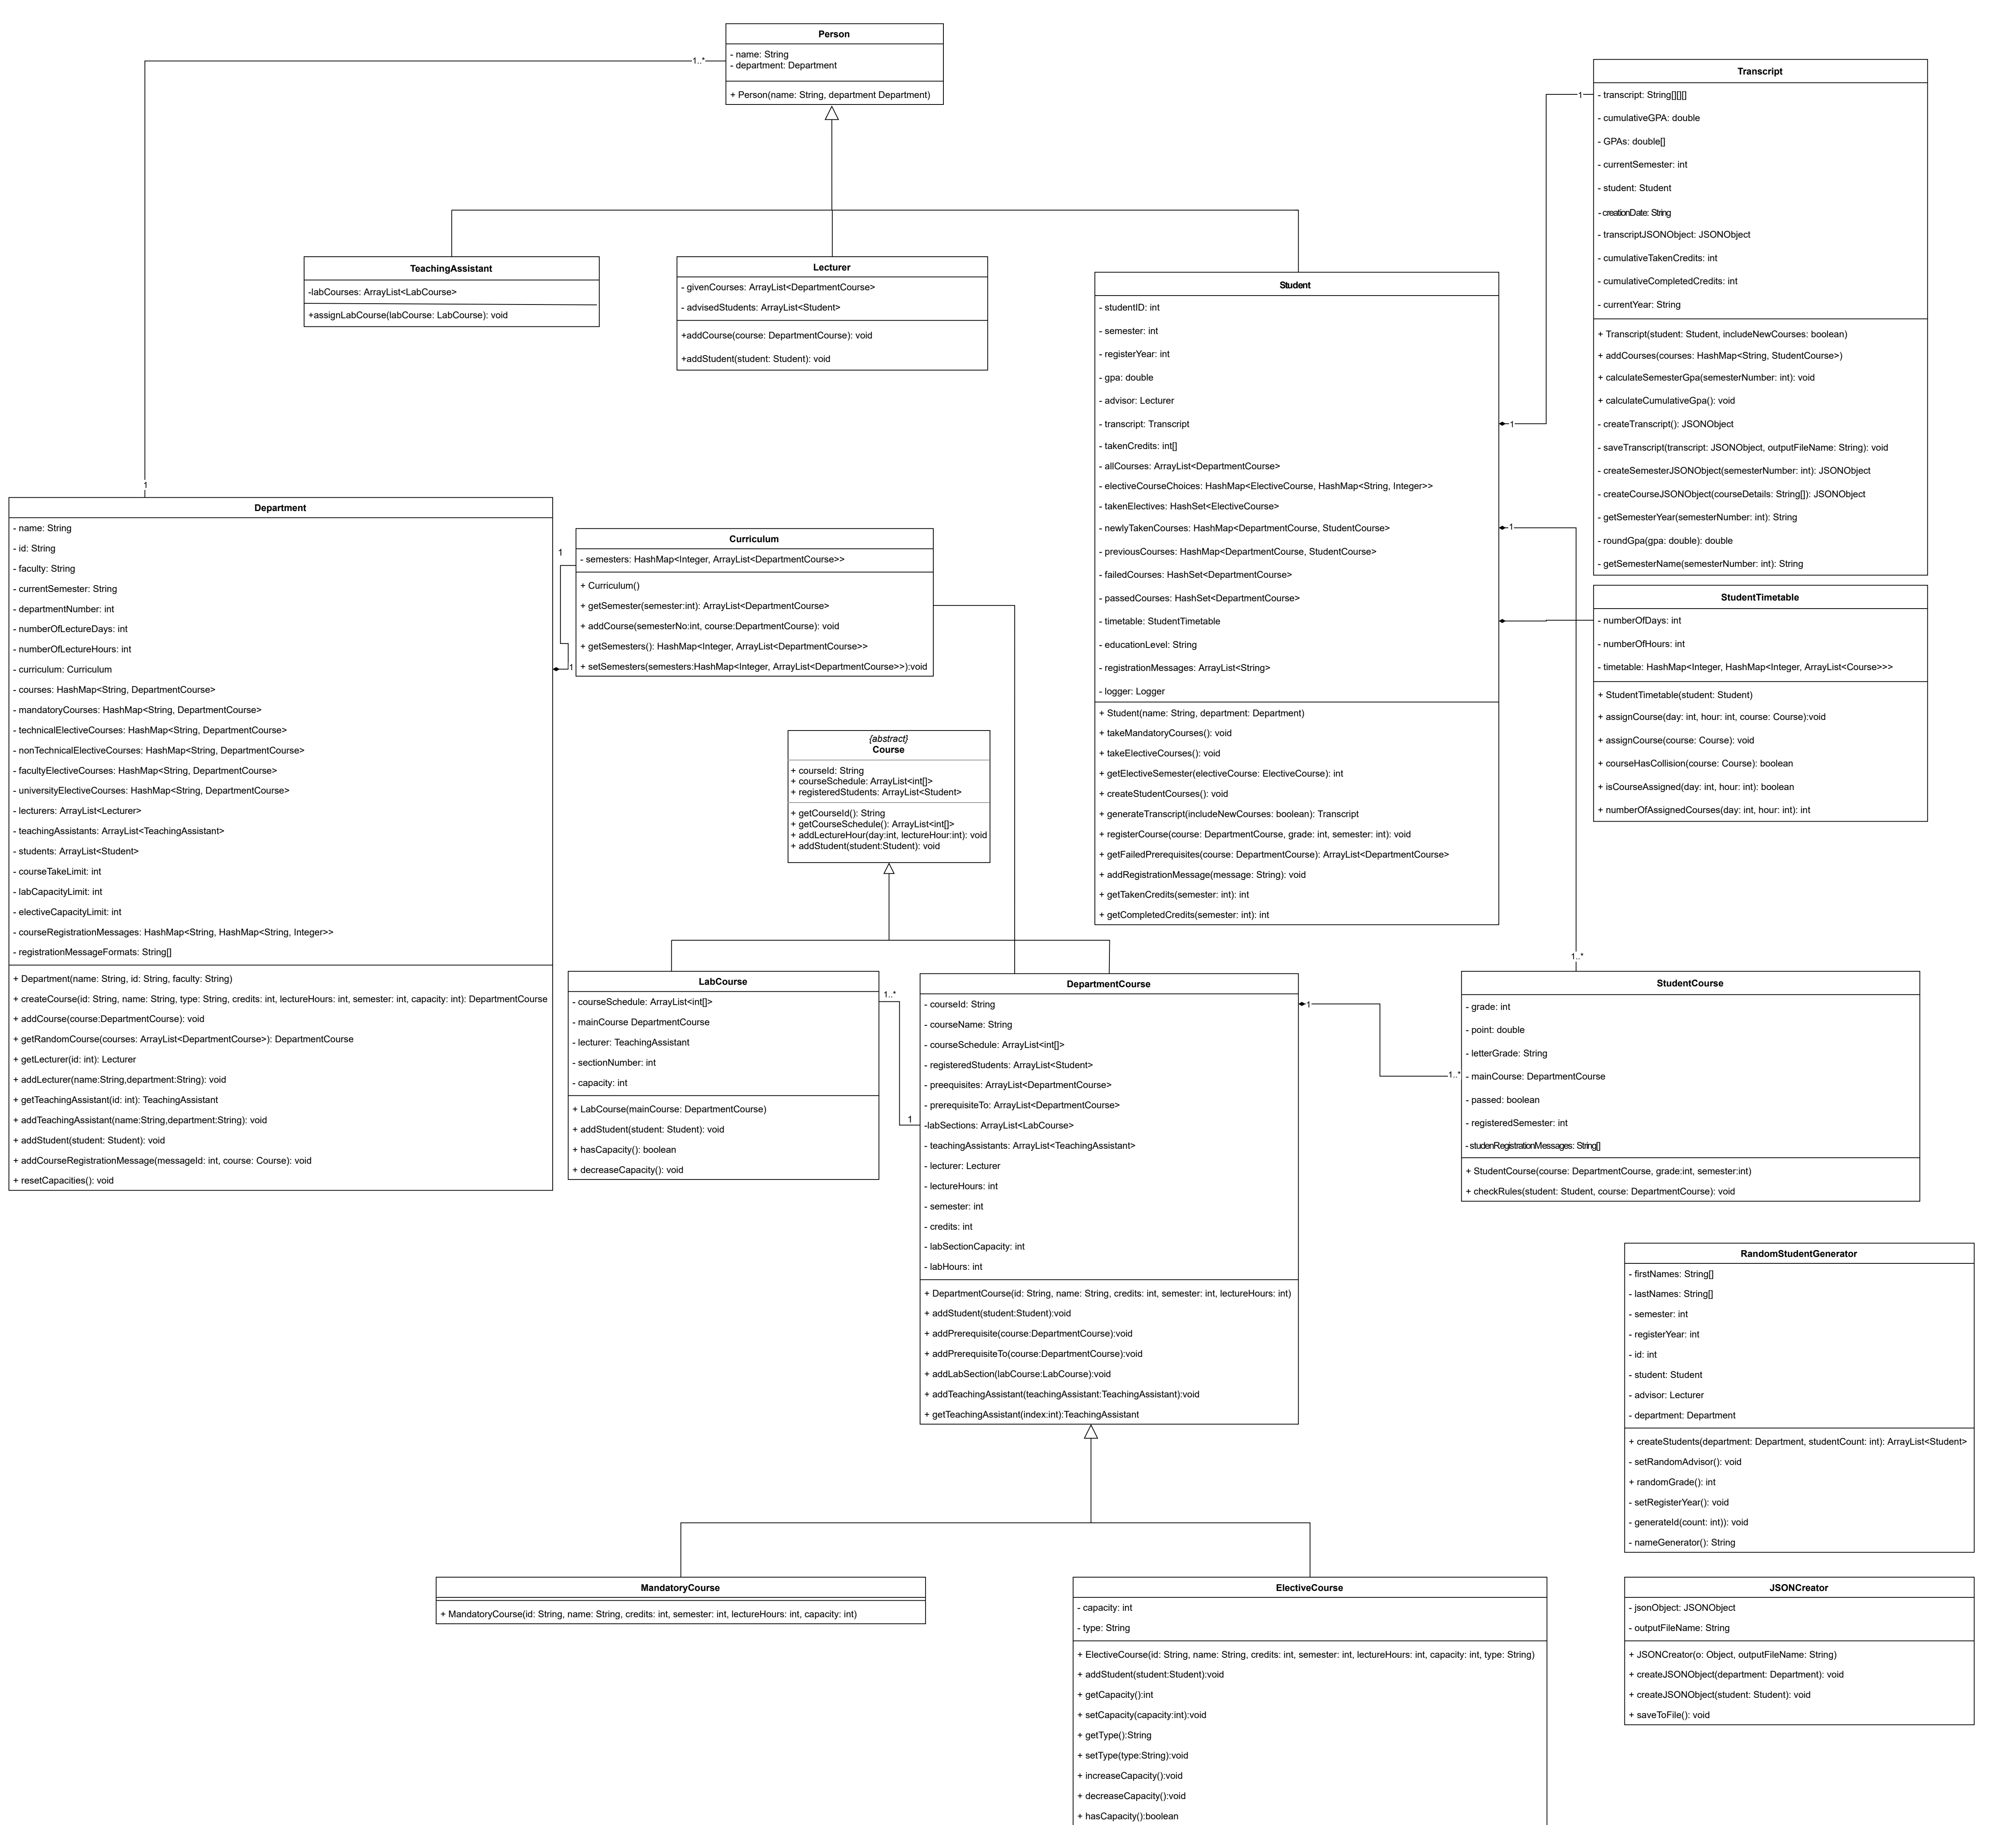 Person
- name: String
- department: Department
+ Person(name: String, department Department)
1..*
1
Transcript
- transcript: String[][][]
- cumulativeGPA: double
- GPAs: double[]
- currentSemester: int
- student: Student
- creationDate: String
- transcriptJSONObject: JSONObject
- cumulativeTakenCredits: int
- cumulativeCompletedCredits: int
- currentYear: String
+ Transcript(student: Student, includeNewCourses: boolean)
+ addCourses(courses: HashMap<String, StudentCourse>)
+ calculateSemesterGpa(semesterNumber: int): void
+ calculateCumulativeGpa(): void
- createTranscript(): JSONObject
- saveTranscript(transcript: JSONObject, outputFileName: String): void
- createSemesterJSONObject(semesterNumber: int): JSONObject
- createCourseJSONObject(courseDetails: String[]): JSONObject
- getSemesterYear(semesterNumber: int): String
- roundGpa(gpa: double): double
- getSemesterName(semesterNumber: int): String
TeachingAssistant
-labCourses: ArrayList<LabCourse>
+assignLabCourse(labCourse: LabCourse): void
Lecturer
- givenCourses: ArrayList<DepartmentCourse>
- advisedStudents: ArrayList<Student>
+addCourse(course: DepartmentCourse): void
+addStudent(student: Student): void
Student
- studentID: int
- semester: int
- registerYear: int
- gpa: double
- advisor: Lecturer
- transcript: Transcript
- takenCredits: int[]
- allCourses: ArrayList<DepartmentCourse>
- electiveCourseChoices: HashMap<ElectiveCourse, HashMap<String, Integer>>
- takenElectives: HashSet<ElectiveCourse>
- newlyTakenCourses: HashMap<DepartmentCourse, StudentCourse>
- previousCourses: HashMap<DepartmentCourse, StudentCourse>
- failedCourses: HashSet<DepartmentCourse>
- passedCourses: HashSet<DepartmentCourse>
- timetable: StudentTimetable
- educationLevel: String
- registrationMessages: ArrayList<String>
- logger: Logger
+ Student(name: String, department: Department)
+ takeMandatoryCourses(): void
+ takeElectiveCourses(): void
+ getElectiveSemester(electiveCourse: ElectiveCourse): int
+ createStudentCourses(): void
+ generateTranscript(includeNewCourses: boolean): Transcript
+ registerCourse(course: DepartmentCourse, grade: int, semester: int): void
+ getFailedPrerequisites(course: DepartmentCourse): ArrayList<DepartmentCourse>
+ addRegistrationMessage(message: String): void
+ getTakenCredits(semester: int): int
+ getCompletedCredits(semester: int): int
1
1
1
1..*
1
Department
- name: String
- id: String
- faculty: String
- currentSemester: String
- departmentNumber: int
- numberOfLectureDays: int
- numberOfLectureHours: int
- curriculum: Curriculum
- courses: HashMap<String, DepartmentCourse>
- mandatoryCourses: HashMap<String, DepartmentCourse>
- technicalElectiveCourses: HashMap<String, DepartmentCourse>
- nonTechnicalElectiveCourses: HashMap<String, DepartmentCourse>
- facultyElectiveCourses: HashMap<String, DepartmentCourse>
- universityElectiveCourses: HashMap<String, DepartmentCourse>
- lecturers: ArrayList<Lecturer>
- teachingAssistants: ArrayList<TeachingAssistant>
- students: ArrayList<Student>
- courseTakeLimit: int
- labCapacityLimit: int
- electiveCapacityLimit: int
- courseRegistrationMessages: HashMap<String, HashMap<String, Integer>>
- registrationMessageFormats: String[]
+ Department(name: String, id: String, faculty: String)
+ createCourse(id: String, name: String, type: String, credits: int, lectureHours: int, semester: int, capacity: int): DepartmentCourse
+ addCourse(course:DepartmentCourse): void
+ getRandomCourse(courses: ArrayList<DepartmentCourse>): DepartmentCourse
+ getLecturer(id: int): Lecturer
+ addLecturer(name:String,department:String): void
+ getTeachingAssistant(id: int): TeachingAssistant
+ addTeachingAssistant(name:String,department:String): void
+ addStudent(student: Student): void
+ addCourseRegistrationMessage(messageId: int, course: Course): void
+ resetCapacities(): void
1
1
Curriculum
- semesters: HashMap<Integer, ArrayList<DepartmentCourse>>
+ Curriculum()
+ getSemester(semester:int): ArrayList<DepartmentCourse>
+ addCourse(semesterNo:int, course:DepartmentCourse): void
+ getSemesters(): HashMap<Integer, ArrayList<DepartmentCourse>>
+ setSemesters(semesters:HashMap<Integer, ArrayList<DepartmentCourse>>):void
StudentTimetable
- numberOfDays: int
- numberOfHours: int
- timetable: HashMap<Integer, HashMap<Integer, ArrayList<Course>>>
+ StudentTimetable(student: Student)
+ assignCourse(day: int, hour: int, course: Course):void
+ assignCourse(course: Course): void
+ courseHasCollision(course: Course): boolean
+ isCourseAssigned(day: int, hour: int): boolean
+ numberOfAssignedCourses(day: int, hour: int): int
{abstract}
Course
+ courseId: String
+ courseSchedule: ArrayList<int[]>
+ registeredStudents: ArrayList<Student>
+ getCourseId(): String
+ getCourseSchedule(): ArrayList<int[]>
+ addLectureHour(day:int, lectureHour:int): void
+ addStudent(student:Student): void
LabCourse
- courseSchedule: ArrayList<int[]>
- mainCourse DepartmentCourse
- lecturer: TeachingAssistant
- sectionNumber: int
- capacity: int
+ LabCourse(mainCourse: DepartmentCourse)
+ addStudent(student: Student): void
+ hasCapacity(): boolean
+ decreaseCapacity(): void
1..*
1
DepartmentCourse
- courseId: String
- courseName: String
- courseSchedule: ArrayList<int[]>
- registeredStudents: ArrayList<Student>
- preequisites: ArrayList<DepartmentCourse>
- prerequisiteTo: ArrayList<DepartmentCourse>
-labSections: ArrayList<LabCourse>
- teachingAssistants: ArrayList<TeachingAssistant>
- lecturer: Lecturer
- lectureHours: int
- semester: int
- credits: int
- labSectionCapacity: int
- labHours: int
+ DepartmentCourse(id: String, name: String, credits: int, semester: int, lectureHours: int)
+ addStudent(student:Student):void
+ addPrerequisite(course:DepartmentCourse):void
+ addPrerequisiteTo(course:DepartmentCourse):void
+ addLabSection(labCourse:LabCourse):void
+ addTeachingAssistant(teachingAssistant:TeachingAssistant):void
+ getTeachingAssistant(index:int):TeachingAssistant
1
1..*
StudentCourse
- grade: int
- point: double
- letterGrade: String
- mainCourse: DepartmentCourse
- passed: boolean
- registeredSemester: int
- studenRegistrationMessages: String[]
+ StudentCourse(course: DepartmentCourse, grade:int, semester:int)
+ checkRules(student: Student, course: DepartmentCourse): void
RandomStudentGenerator
- firstNames: String[]
- lastNames: String[]
- semester: int
- registerYear: int
- id: int
- student: Student
- advisor: Lecturer
- department: Department
+ createStudents(department: Department, studentCount: int): ArrayList<Student>
- setRandomAdvisor(): void
+ randomGrade(): int
- setRegisterYear(): void
- generateId(count: int)): void
- nameGenerator(): String
MandatoryCourse
+ MandatoryCourse(id: String, name: String, credits: int, semester: int, lectureHours: int, capacity: int)
ElectiveCourse
- capacity: int
- type: String
+ ElectiveCourse(id: String, name: String, credits: int, semester: int, lectureHours: int, capacity: int, type: String)
+ addStudent(student:Student):void
+ getCapacity():int
+ setCapacity(capacity:int):void
+ getType():String
+ setType(type:String):void
+ increaseCapacity():void
+ decreaseCapacity():void
+ hasCapacity():boolean
JSONCreator
- jsonObject: JSONObject
- outputFileName: String
+ JSONCreator(o: Object, outputFileName: String)
+ createJSONObject(department: Department): void
+ createJSONObject(student: Student): void
+ saveToFile(): void